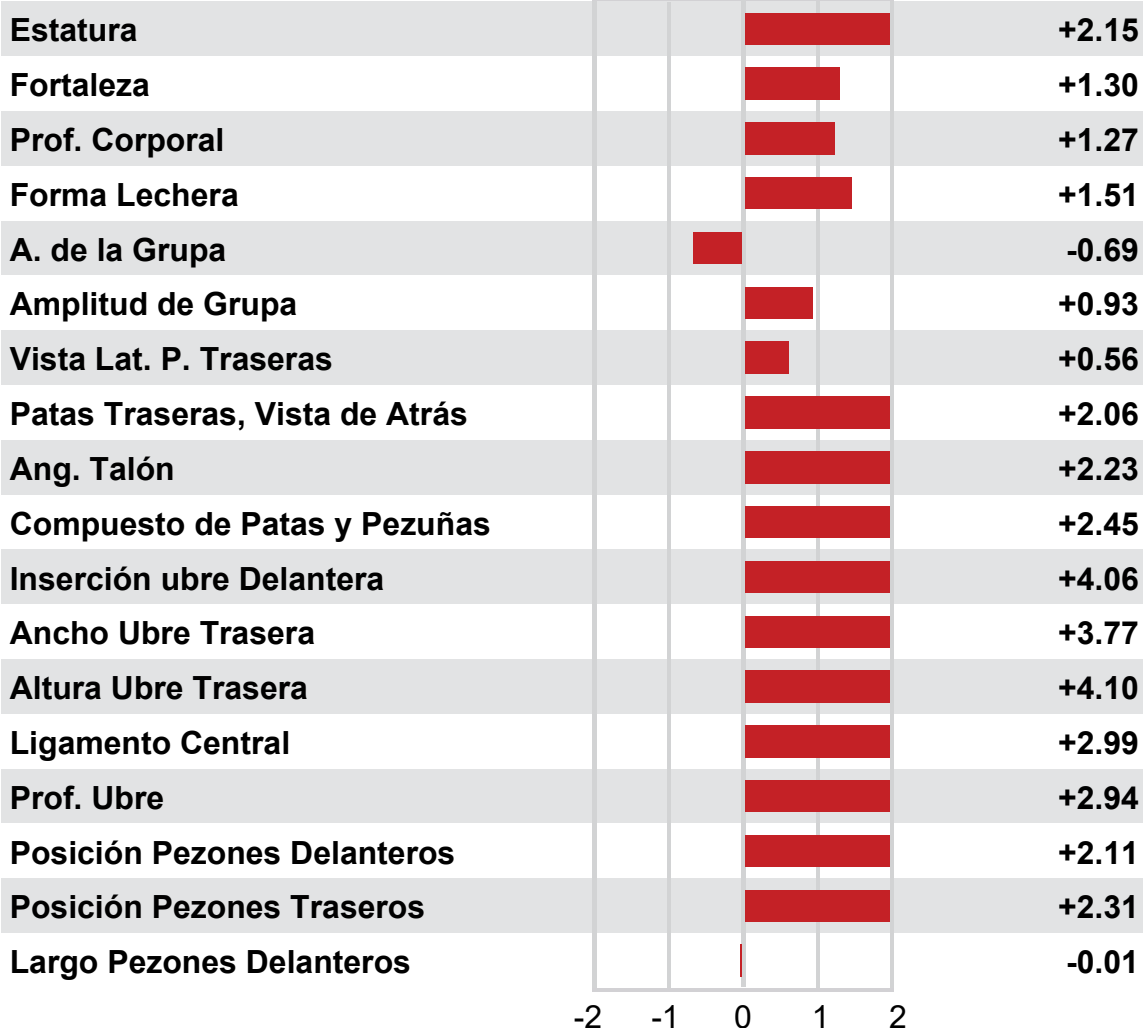 Estatura +2.15
Fortaleza +1.30
Prof. Corporal +1.27
Forma Lechera +1.51
A. de la Grupa -0.69
Amplitud de Grupa +0.93
Vista Lat. P. Traseras +0.56
Patas Traseras, Vista de Atrás +2.06
Ang. Talón +2.23
Compuesto de Patas y Pezuñas +2.45
Inserción ubre Delantera +4.06
Ancho Ubre Trasera +3.77
Altura Ubre Trasera +4.10
Ligamento Central +2.99
Prof. Ubre +2.94
Posición Pezones Delanteros +2.11
Posición Pezones Traseros +2.31
Largo Pezones Delanteros -0.01
-2 -1 0 1 2